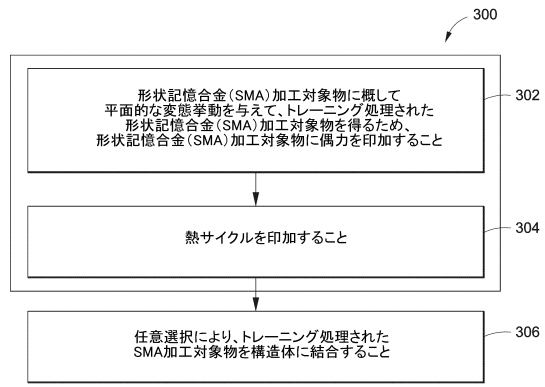 300
形状記憶合金(SMA)加工対象物に概して
平面的な変態挙動を与えて、トレーニング処理された
形状記憶合金(SMA)加工対象物を得るため、
形状記憶合金(SMA)加工対象物に偶力を印加すること
302
熱サイクルを印加すること
304
任意選択により、トレーニング処理された
SMA加工対象物を構造体に結合すること
306